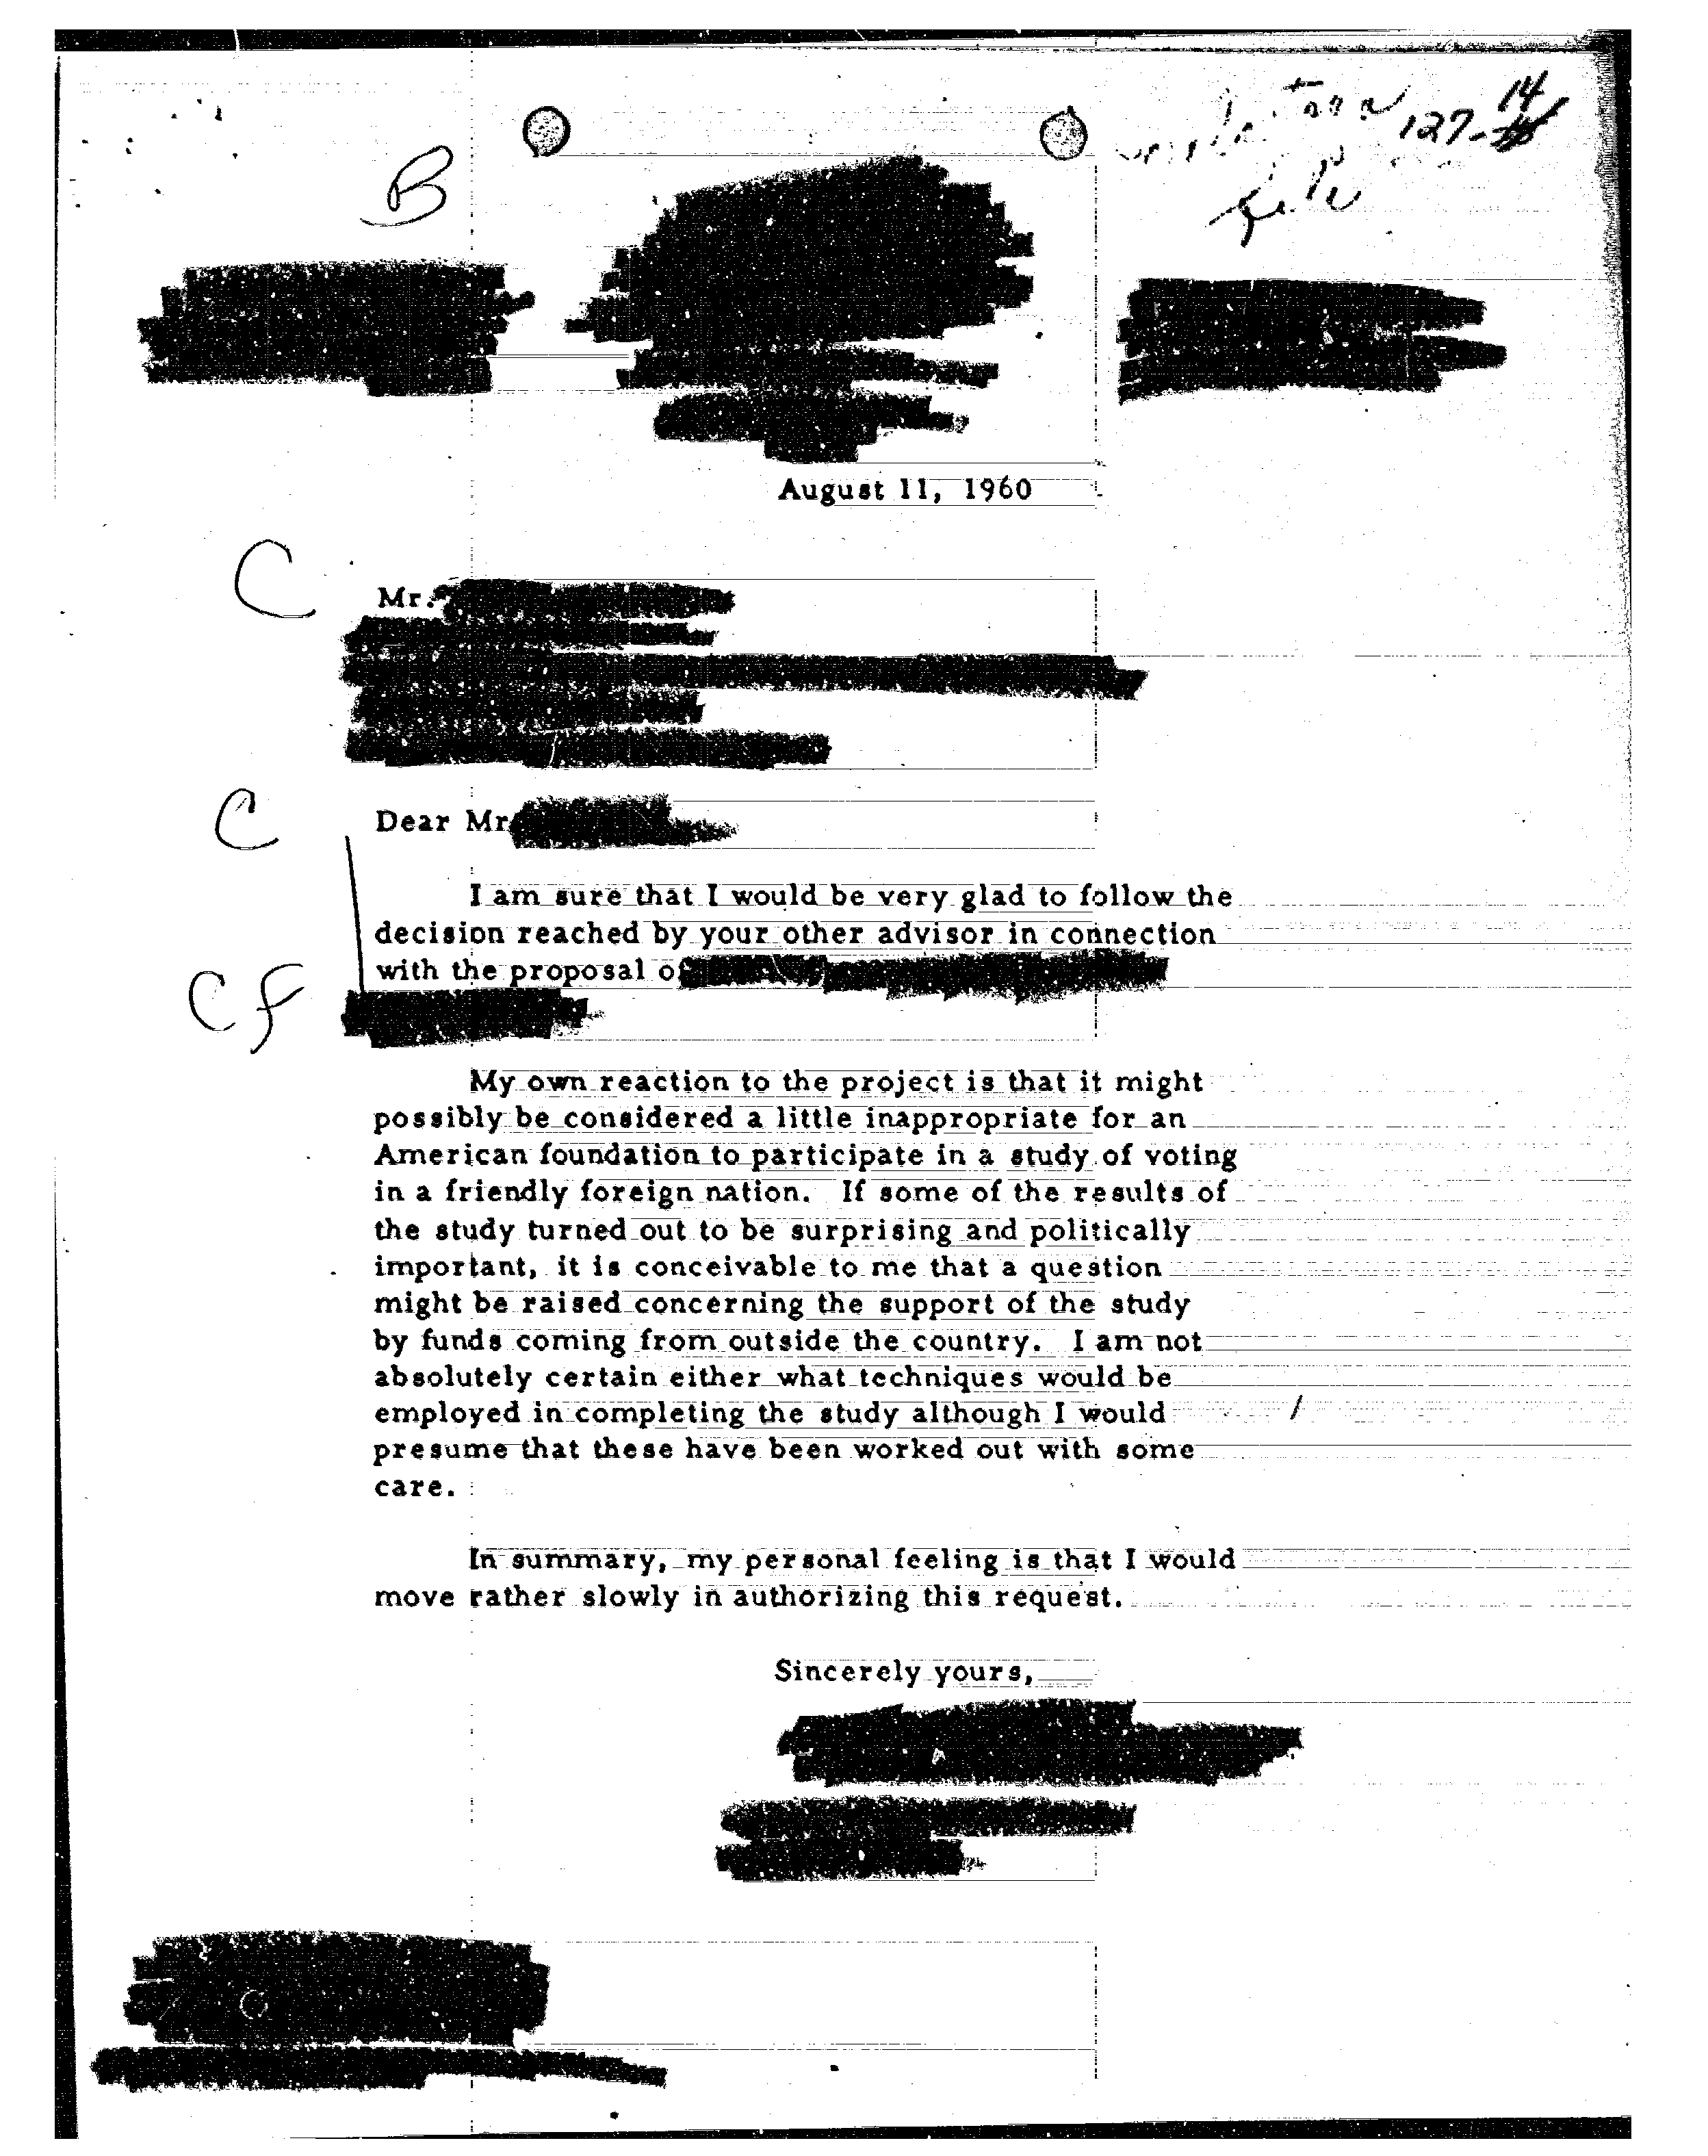 127-14
B
file
August 11, 1960
C
Mr.
C
Dear Mr
I am sure that I would be very glad to follow the
decision reached by your other advisor in connection
with the proposal of
CF
My own reaction to the project is that it might
possibly be considered a little inappropriate for an
American foundation to participate in a study of voting
in a friendly foreign nation. If some of the results of
the study turned out to be surprising and politically
important, it is conceivable to me that a question
might be raised concerning the support of the study
by funds coming from outside the country. I am not
absolutely certain either what techniques would be
employed in completing the study although I would
presume that these have been worked out with some
care.
In summary, my personal feeling is that I would
move rather slowly in authorizing this request.
Sincerely yours,